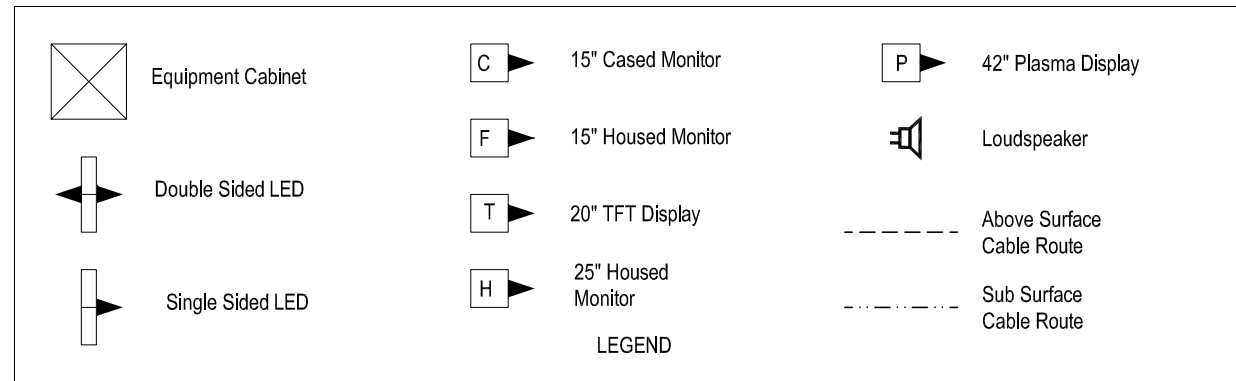 Equipment Cabinet
Double Sided LED
Single Sided LED
C
15" Cased Monitor
F
15" Housed Monitor
T
20" TFT Display
H
25" Housed
Monitor
LEGEND
P
42" Plasma Display
Loudspeaker
Above Surface
Cable Route
Sub Surface
Cable Route